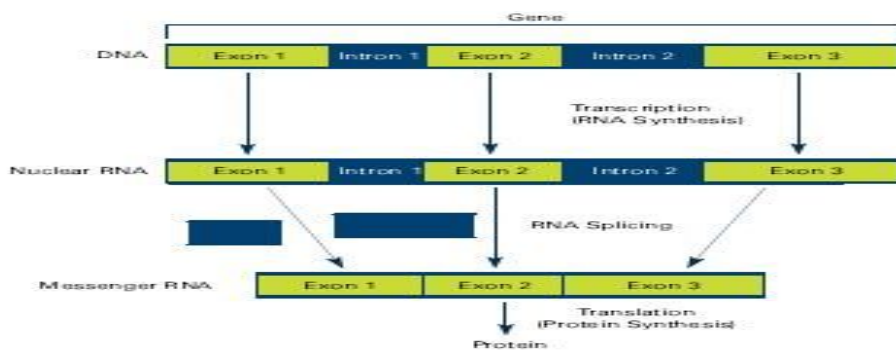 Gene
DNA Exon 1 Intron 1 Exon 2 Intron 2 Exon 3
Transcription
(RNA Synthesis)
Nuclear RNA Exon 1 Intron 1 Exon 2 Intron 2 Exon 3
RNA Splicing
Messenger RNA Exon 1 Exon 2 Exon 3
Translation
(Protein Synthesis)
Protein